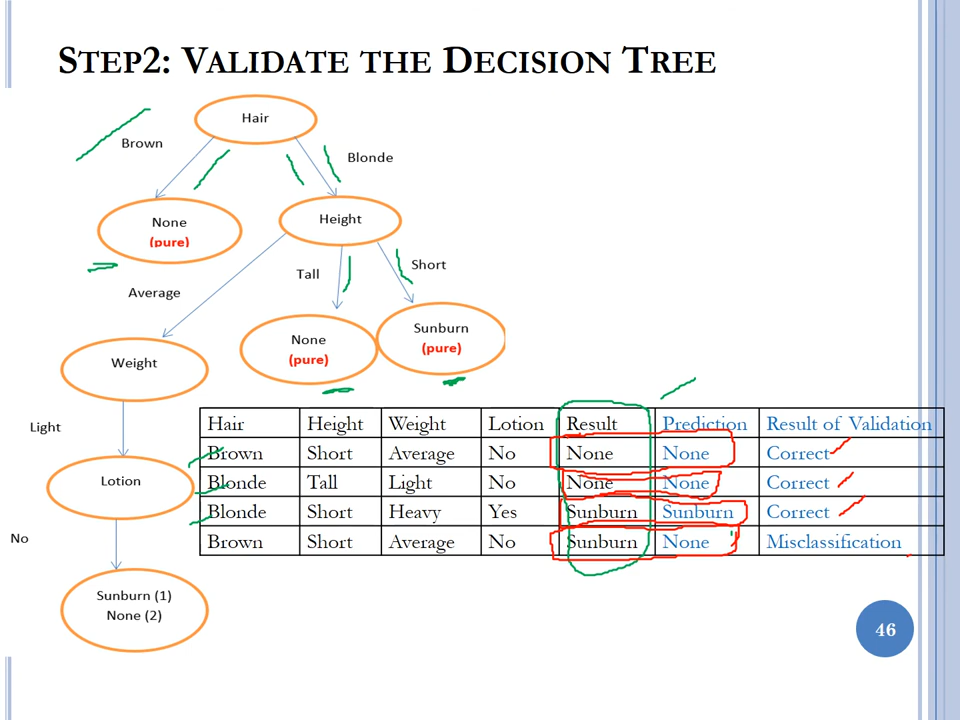 STEP2: VALIDATE THE DECISION TREE
Hair
Brown
Blonde
None
(pure)
Height
Tall
Short
Average
None
(pure)
Sunburn
(pure)
Weight
Light
Lotion
No
Sunburn (1)
None (2)
Hair Height Weight Lotion Result Prediction Result of Validation
Brown Short Average No None None Correct
Blonde Tall Light No None None Correct
Blonde Short Heavy Yes Sunburn Sunburn Correct
Brown Short Average No Sunburn None Misclassification
46